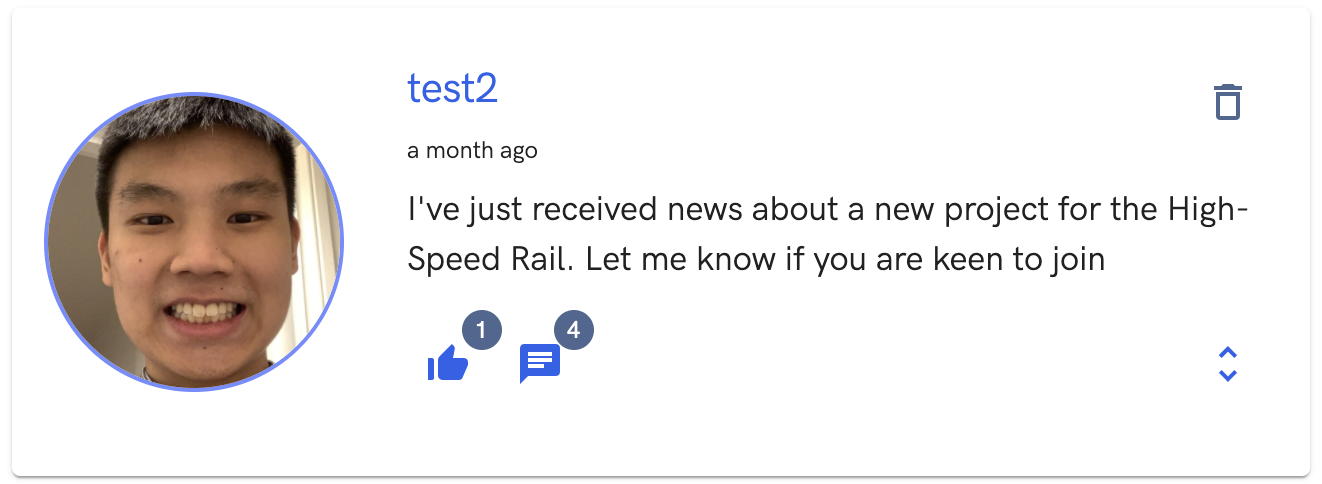 test2
a month ago
I've just received news about a new project for the High-
Speed Rail. Let me know if you are keen to join
1
4